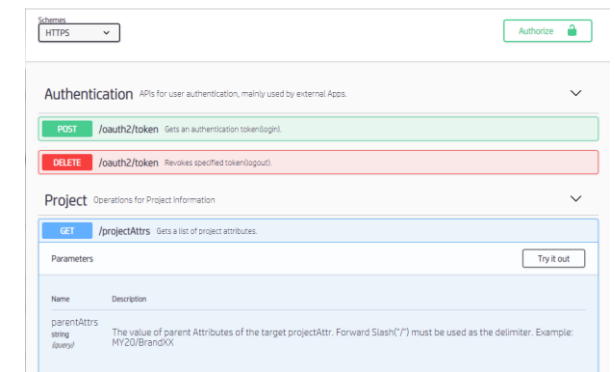 Schemes
HTTPS
Authorize
Authentication APIs for user authentication, mainly used by external Apps.
POST /oauth2/token Gets an authentication token(login).
DELETE /oauth2/token Revokes specified token(logout).
Project Operations for Project Information
GET /projectAttrs Gets a list of project attributes.
Parameters Try it out
Name Description
parentAttrs
string
(query)
The value of parent Attributes of the target projectAttr. Forward Slash("/") must be used as the delimiter. Example:
MY20/BrandXX